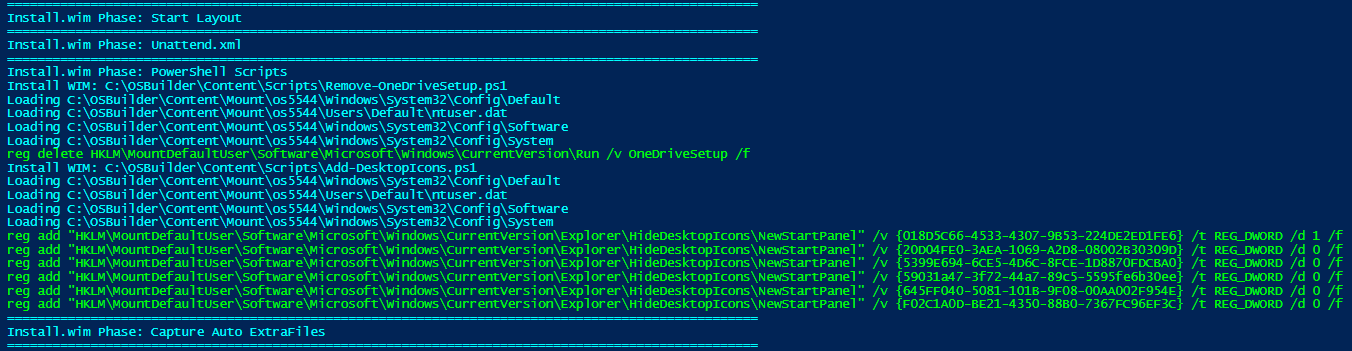 ===================================================================================================
Install.wim Phase: Start Layout
===================================================================================================
Install.wim Phase: Unattend.xml
===================================================================================================
Install.wim Phase: PowerShell Scripts
Install WIM: C:\OSBuilder\Content\Scripts\Remove-OneDriveSetup.ps1
Loading C:\OSBuilder\Content\Mount\os5544\Windows\System32\Config\Default
Loading C:\OSBuilder\Content\Mount\os5544\Users\Default\ntuser.dat
Loading C:\OSBuilder\Content\Mount\os5544\Windows\System32\Config\Software
Loading C:\OSBuilder\Content\Mount\os5544\Windows\System32\Config\System
reg delete HKLM\MountDefaultUser\Software\Microsoft\Windows\CurrentVersion\Run /v OneDriveSetup /f
Install WIM: C:\OSBuilder\Content\Scripts\Add-DesktopIcons.ps1
Loading C:\OSBuilder\Content\Mount\os5544\Windows\System32\Config\Default
Loading C:\OSBuilder\Content\Mount\os5544\Users\Default\ntuser.dat
Loading C:\OSBuilder\Content\Mount\os5544\Windows\System32\Config\Software
Loading C:\OSBuilder\Content\Mount\os5544\Windows\System32\Config\System
reg add "HKLM\MountDefaultUser\Software\Microsoft\Windows\CurrentVersion\Explorer\HideDesktopIcons\NewStartPanel" /v {018D5C66-4533-4307-9B53-224DE2ED1FE6} /t REG_DWORD /d 1 /f
reg add "HKLM\MountDefaultUser\Software\Microsoft\Windows\CurrentVersion\Explorer\HideDesktopIcons\NewStartPanel" /v {20D04FE0-3AEA-1069-A2D8-08002B30309D} /t REG_DWORD /d 0 /f
reg add "HKLM\MountDefaultUser\Software\Microsoft\Windows\CurrentVersion\Explorer\HideDesktopIcons\NewStartPanel" /v {5399E694-6CE5-4D6C-8FCE-1D8870FDCBA0} /t REG_DWORD /d 0 /f
reg add "HKLM\MountDefaultUser\Software\Microsoft\Windows\CurrentVersion\Explorer\HideDesktopIcons\NewStartPanel" /v {59031a47-3f72-44a7-89c5-5595fe6b30ee} /t REG_DWORD /d 0 /f
reg add "HKLM\MountDefaultUser\Software\Microsoft\Windows\CurrentVersion\Explorer\HideDesktopIcons\NewStartPanel" /v {645FF040-5081-101B-9F08-00AA002F954E} /t REG_DWORD /d 0 /f
reg add "HKLM\MountDefaultUser\Software\Microsoft\Windows\CurrentVersion\Explorer\HideDesktopIcons\NewStartPanel" /v {F02C1A0D-BE21-4350-88B0-7367FC96EF3C} /t REG_DWORD /d 0 /f
===================================================================================================
Install.wim Phase: Capture Auto ExtraFiles
===================================================================================================